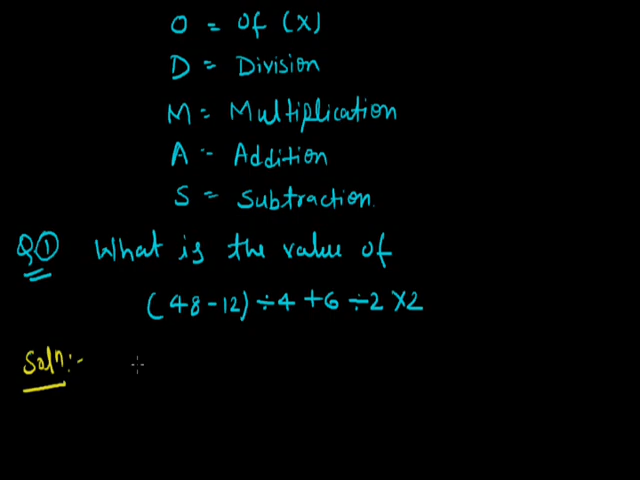 O = Of (X)
D = Division
M = Multiplication
A = Addition
S = Subtraction.
Q① What is the value of
(48-12) ÷4 +6 ÷2 X2
Soln:-